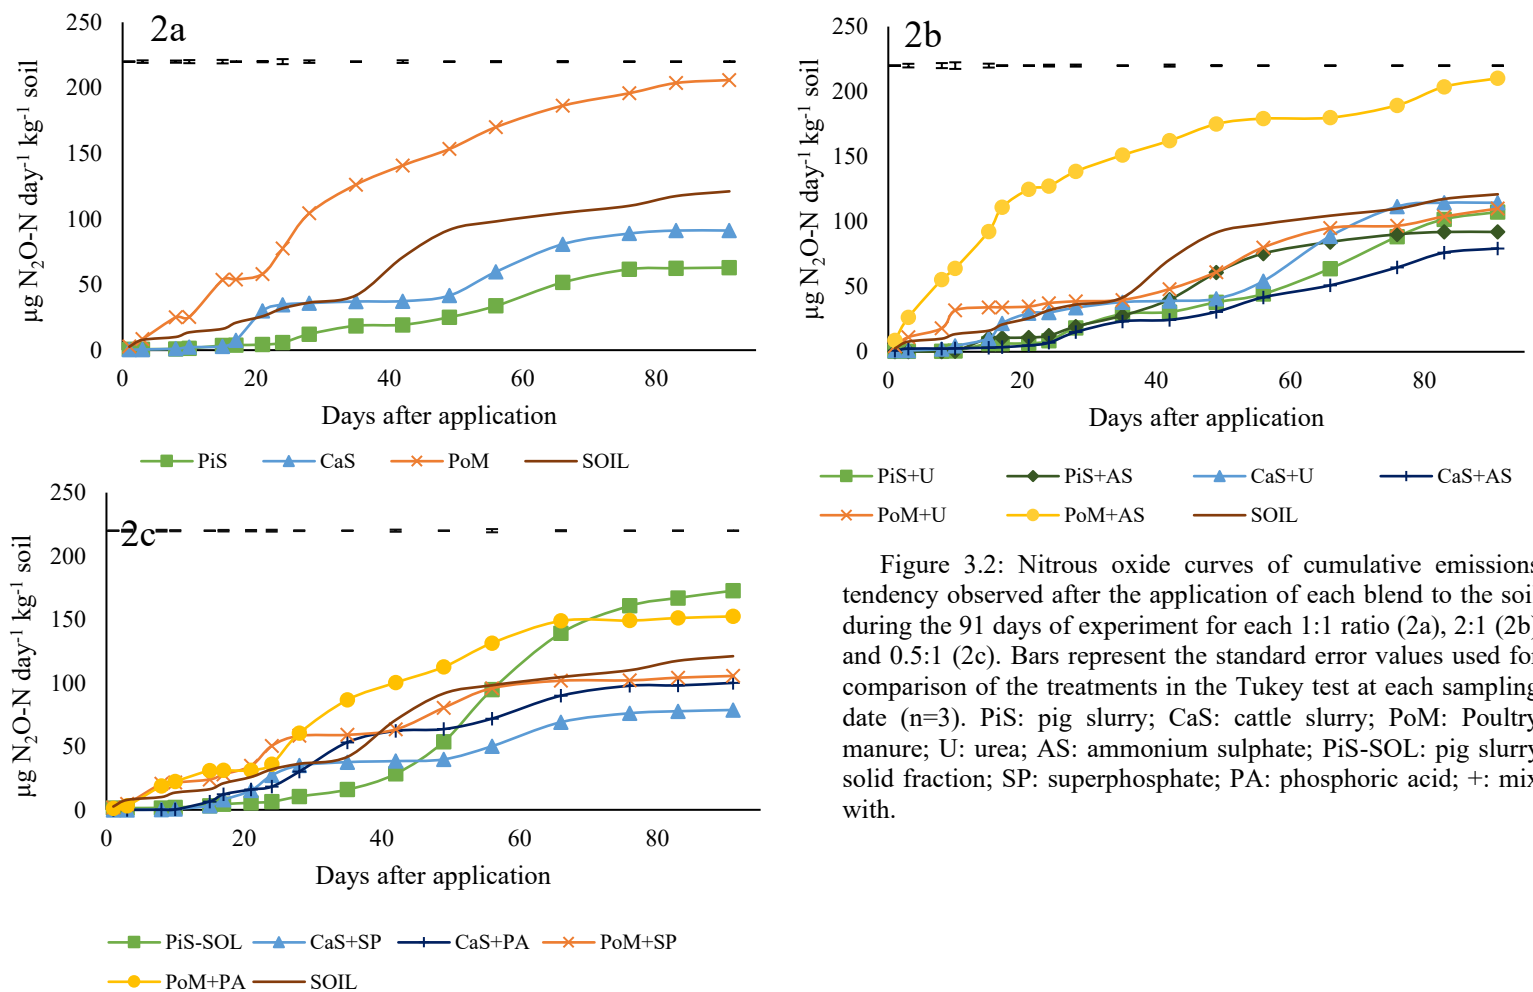 2a
250
200
150
100
50
0
µg N2O-N day-1 kg-1 soil
0 20 40 60 80
Days after application
PiS CaS PoM SOIL
2b
250
200
150
100
50
0
µg N2O-N day-1 kg-1 soil
0 20 40 60 80
Days after application
PiS+U PiS+AS CaS+U CaS+AS
PoM+U PoM+AS SOIL
2c
250
200
150
100
50
0
µg N2O-N day-1 kg-1 soil
0 20 40 60 80
Days after application
PiS-SOL CaS+SP CaS+PA PoM+SP
PoM+PA SOIL
Figure 3.2: Nitrous oxide curves of cumulative emissions
tendency observed after the application of each blend to the soil
during the 91 days of experiment for each 1:1 ratio (2a), 2:1 (2b)
and 0.5:1 (2c). Bars represent the standard error values used for
comparison of the treatments in the Tukey test at each sampling
date (n=3). PiS: pig slurry; CaS: cattle slurry; PoM: Poultry
manure; U: urea; AS: ammonium sulphate; PiS-SOL: pig slurry
solid fraction; SP: superphosphate; PA: phosphoric acid; +: mix
with.